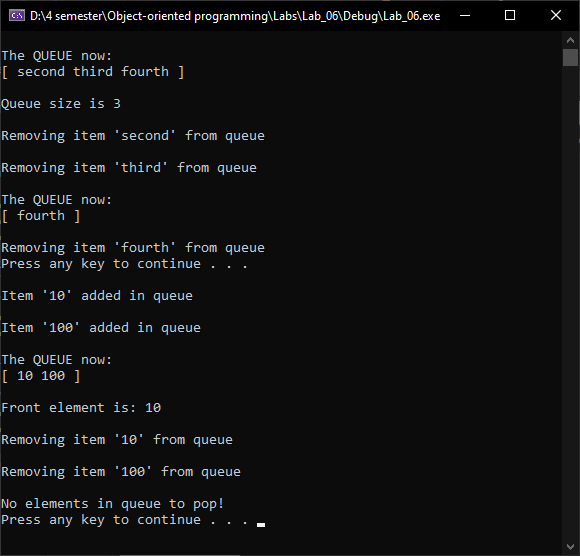 D:\4 semester\Object-oriented programming\Labs\Lab_06\Debug\Lab_06.exe
The QUEUE now:
[ second third fourth ]
Queue size is 3
Removing item 'second' from queue
Removing item 'third' from queue
The QUEUE now:
[ fourth ]
Removing item 'fourth' from queue
Press any key to continue . . .
Item '10' added in queue
Item '100' added in queue
The QUEUE now:
[ 10 100 ]
Front element is: 10
Removing item '10' from queue
Removing item '100' from queue
No elements in queue to pop!
Press any key to continue . . .